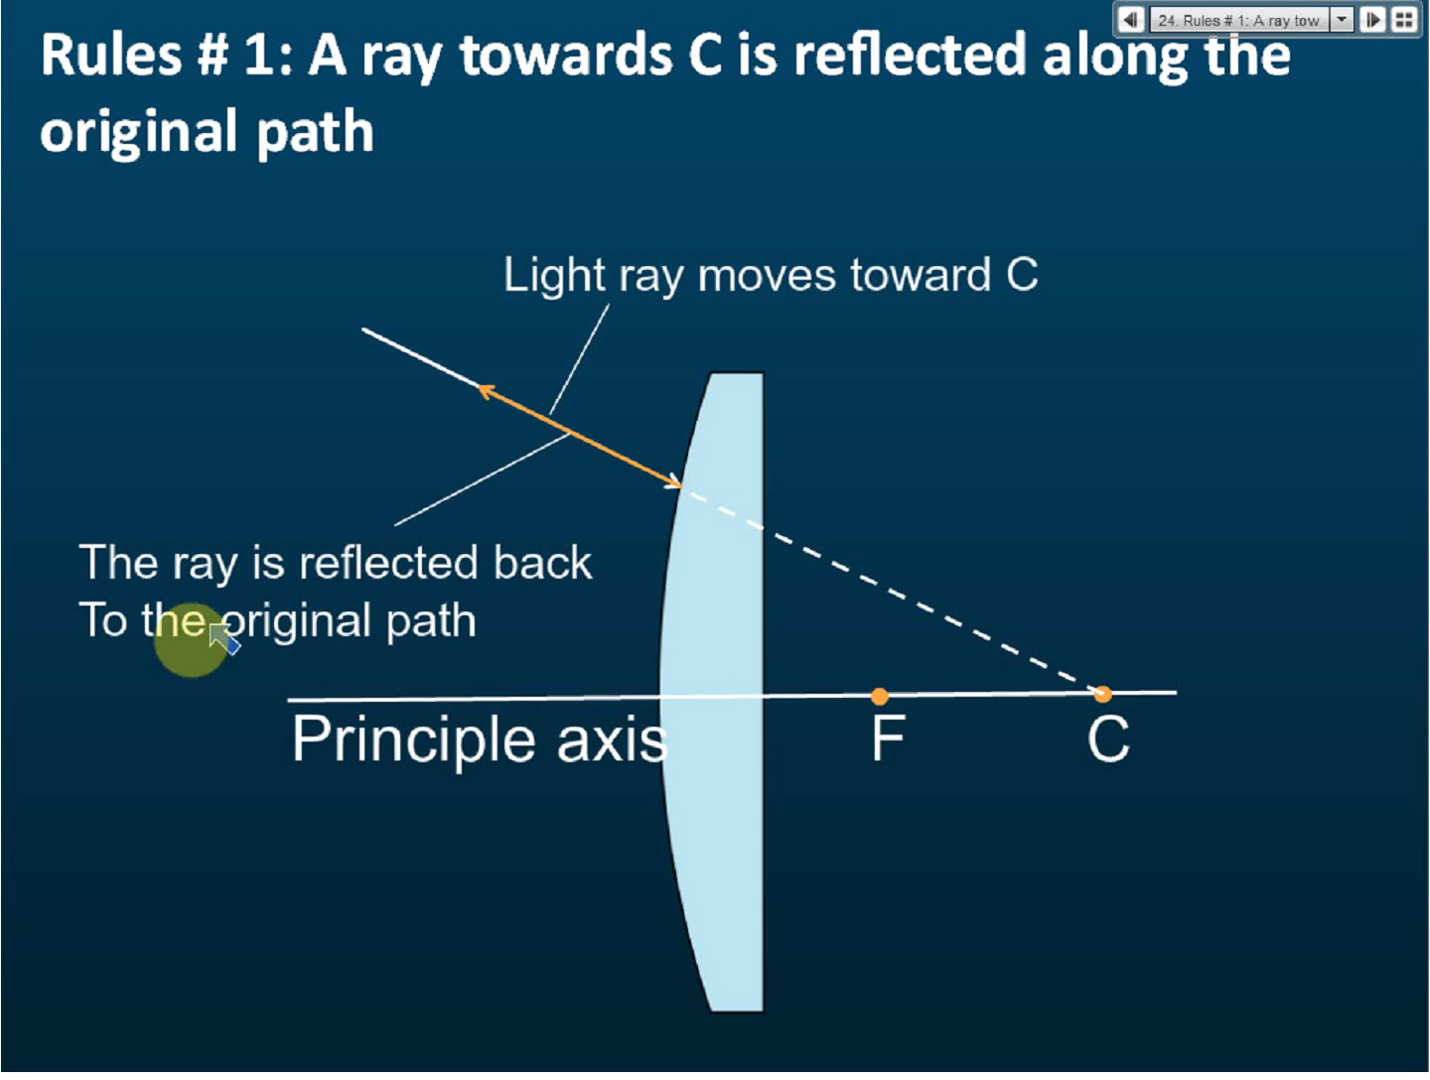 24. Rules # 1: A ray tow
Rules # 1: A ray towards C is reflected along the
original path
Light ray moves toward C
The ray is reflected back
To the original path
Principle axis
F
C